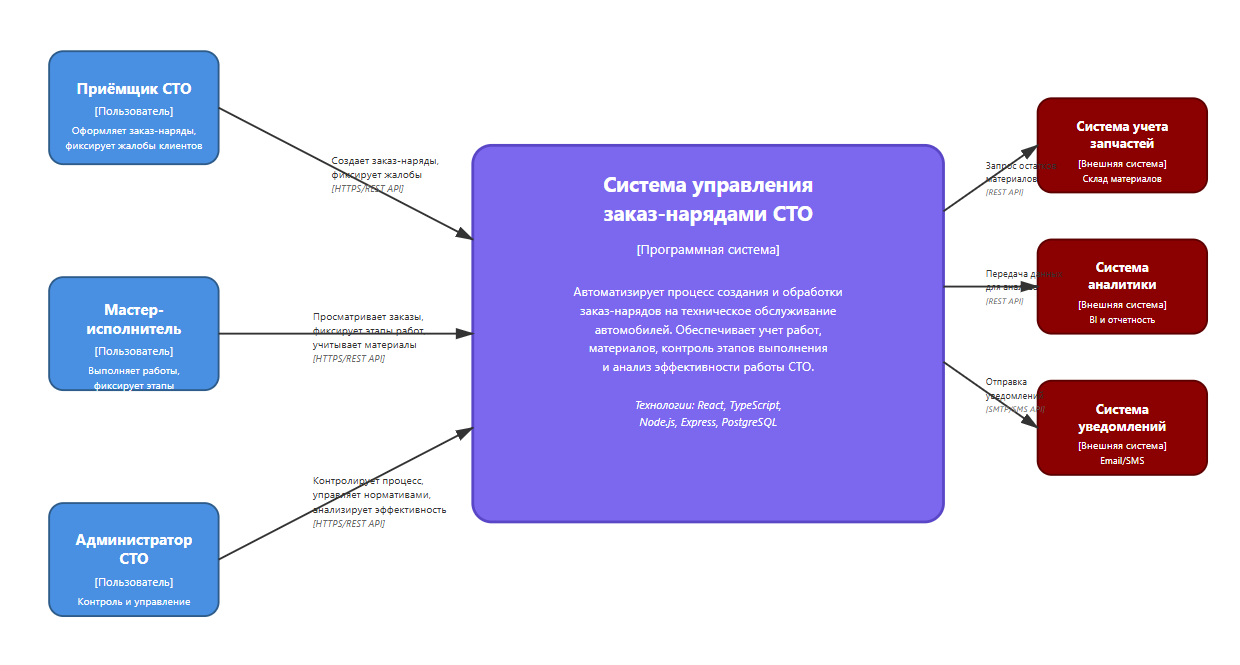 Приёмщик СТО
[Пользователь]
Оформляет заказ-наряды,
фиксирует жалобы клиентов
Создает заказ-наряды,
фиксирует жалобы
[HTTPS/REST API]
Мастер-
исполнитель
[Пользователь]
Выполняет работы,
фиксирует этапы
Просматривает заказы,
фиксирует этапы работ,
учитывает материалы
[HTTPS/REST API]
Администратор
СТО
[Пользователь]
Контроль и управление
Контролирует процесс,
управляет нормативами,
анализирует эффективность
[HTTPS/REST API]
Система управления
заказ-нарядами СТО
[Программная система]
Автоматизирует процесс создания и обработки
заказ-нарядов на техническое обслуживание
автомобилей. Обеспечивает учет работ,
материалов, контроль этапов выполнения
и анализ эффективности работы СТО.
Технологии: React, TypeScript,
Node.js, Express, PostgreSQL
Запрос остатков
материалов
[REST API]
Система учета
запчастей
[Внешняя система]
Склад материалов
Передача данных
для анализа
[REST API]
Система
аналитики
[Внешняя система]
BI и отчетность
Отправка
уведомлений
[SMTP/SMS API]
Система
уведомлений
[Внешняя система]
Email/SMS